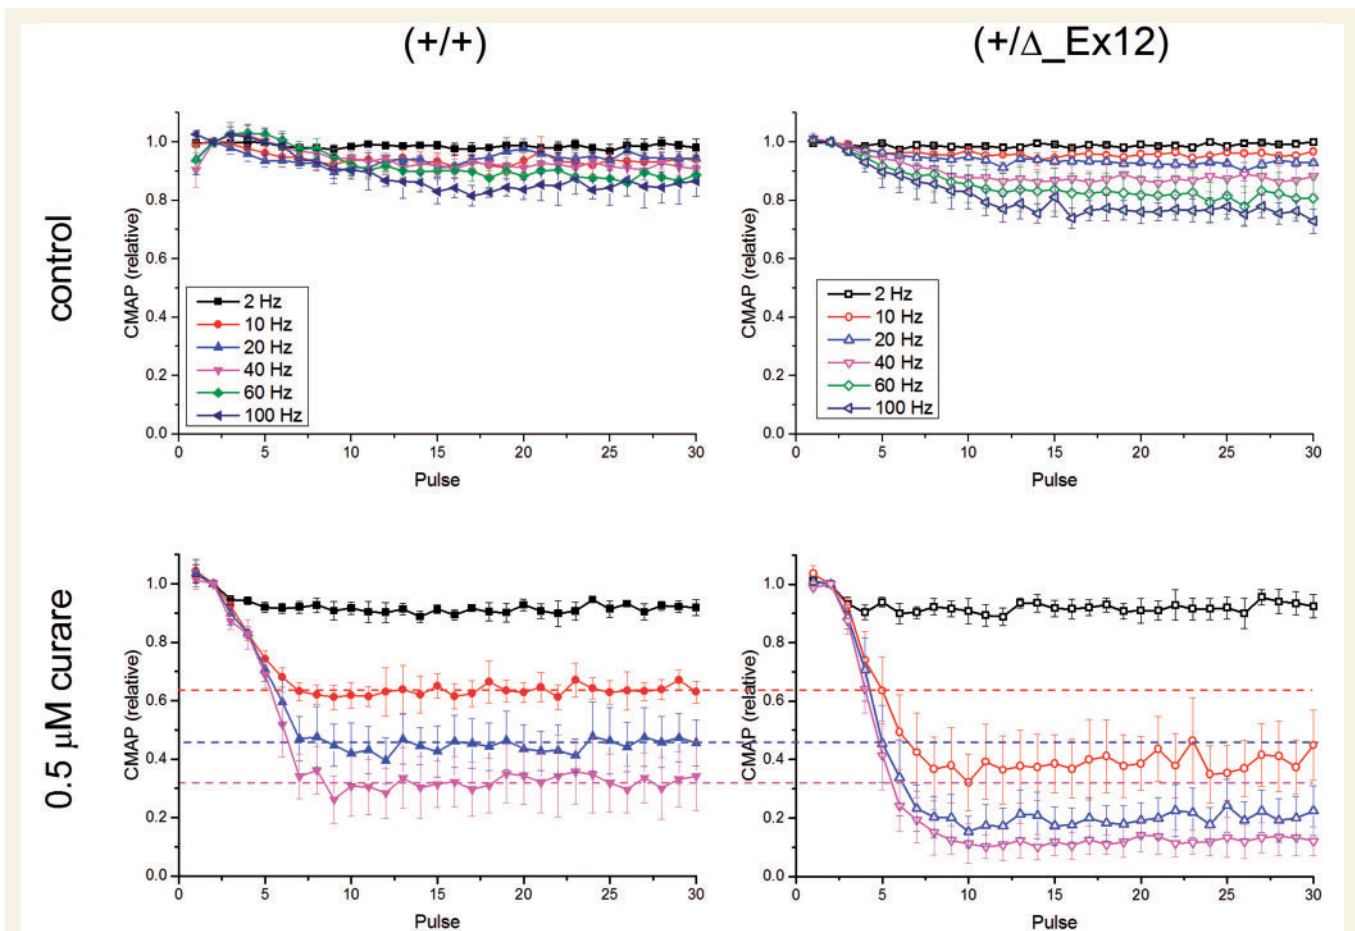 (+/+)
(+/Δ_Ex12)
control
CMAP (relative)
1.0
0.8
0.6
0.4
0.2
0.0
2 Hz
10 Hz
20 Hz
40 Hz
60 Hz
100 Hz
0 5 10 15 20 25 30
Pulse
CMAP (relative)
1.0
0.8
0.6
0.4
0.2
0.0
2 Hz
10 Hz
20 Hz
40 Hz
60 Hz
100 Hz
0 5 10 15 20 25 30
Pulse
0.5 μM curare
CMAP (relative)
1.0
0.8
0.6
0.4
0.2
0.0
0 5 10 15 20 25 30
Pulse
CMAP (relative)
1.0
0.8
0.6
0.4
0.2
0.0
0 5 10 15 20 25 30
Pulse